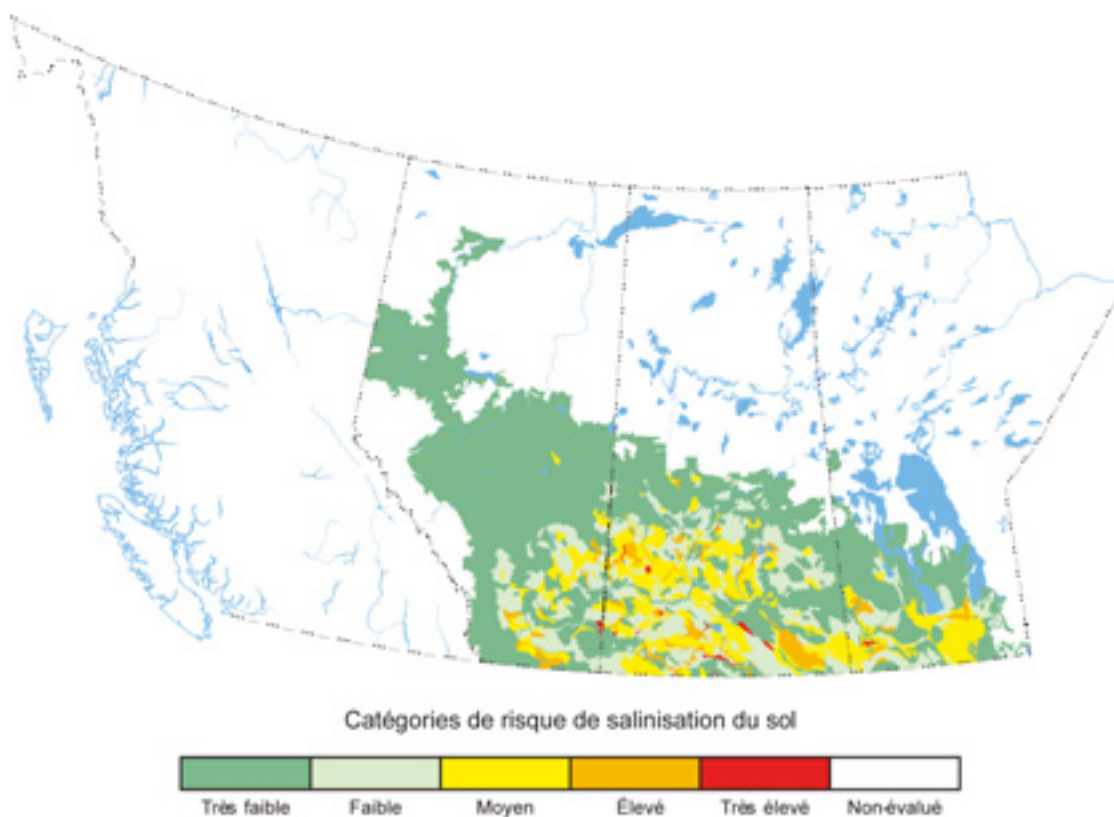 Catégories de risque de salinisation du sol
Très faible Faible Moyen Élevé Très élevé Non-évalué